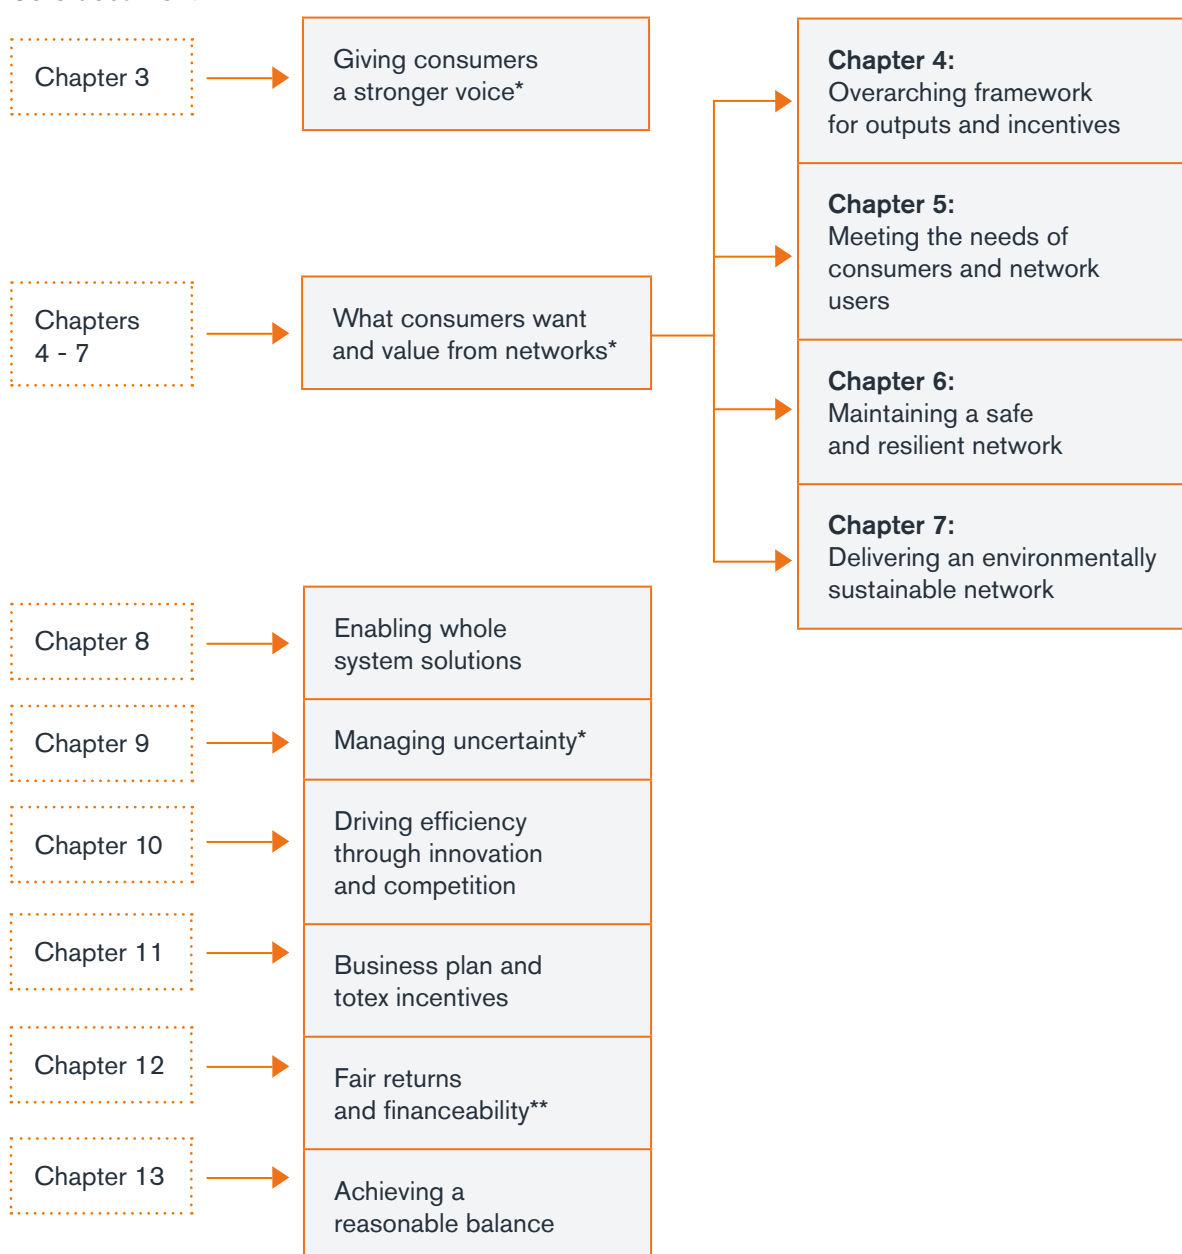 Chapter 3
Giving consumers
a stronger voice*
Chapters
4 - 7
What consumers want
and value from networks*
Chapter 4:
Overarching framework
for outputs and incentives
Chapter 5:
Meeting the needs of
consumers and network
users
Chapter 6:
Maintaining a safe
and resilient network
Chapter 7:
Delivering an environmentally
sustainable network
Chapter 8
Enabling whole
system solutions
Chapter 9
Managing uncertainty*
Chapter 10
Driving efficiency
through innovation
and competition
Chapter 11
Business plan and
totex incentives
Chapter 12
Fair returns
and financeability**
Chapter 13
Achieving a
reasonable balance